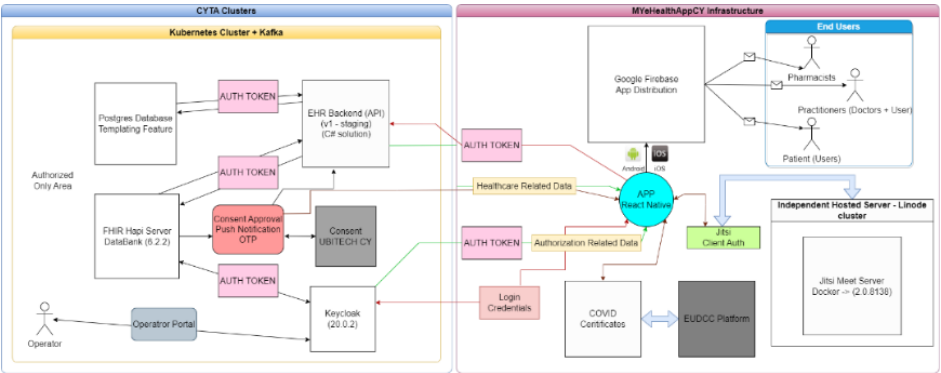 CYTA Clusters
Kubernetes Cluster + Kafka
Postgres Database
Templating Feature
AUTH TOKEN
EHR Backend (API)
(v1 - staging)
(C# solution)
Authorized
Only Area
AUTH TOKEN
FHIR Hapi Server
DataBank (6.2.2)
Consent Approval
Push Notification
OTP
Consent
UBITECH CY
AUTH TOKEN
Keycloak
(20.0.2)
Operator
Operatror Portal
MYeHealthAppCY Infrastructure
Google Firebase
App Distribution
End Users
Pharmacists
Practitioners (Doctors + User)
Patient (Users)
AUTH TOKEN
Android
iOS
iOS
Healthcare Related Data
APP
React Native
AUTH TOKEN
Authorization Related Data
Jitsi
Client Auth
Independent Hosted Server - Linode
cluster
Jitsi Meet Server
Docker -> (2.0.8138)
Login
Credentials
COVID
Certificates
EUDCC Platform